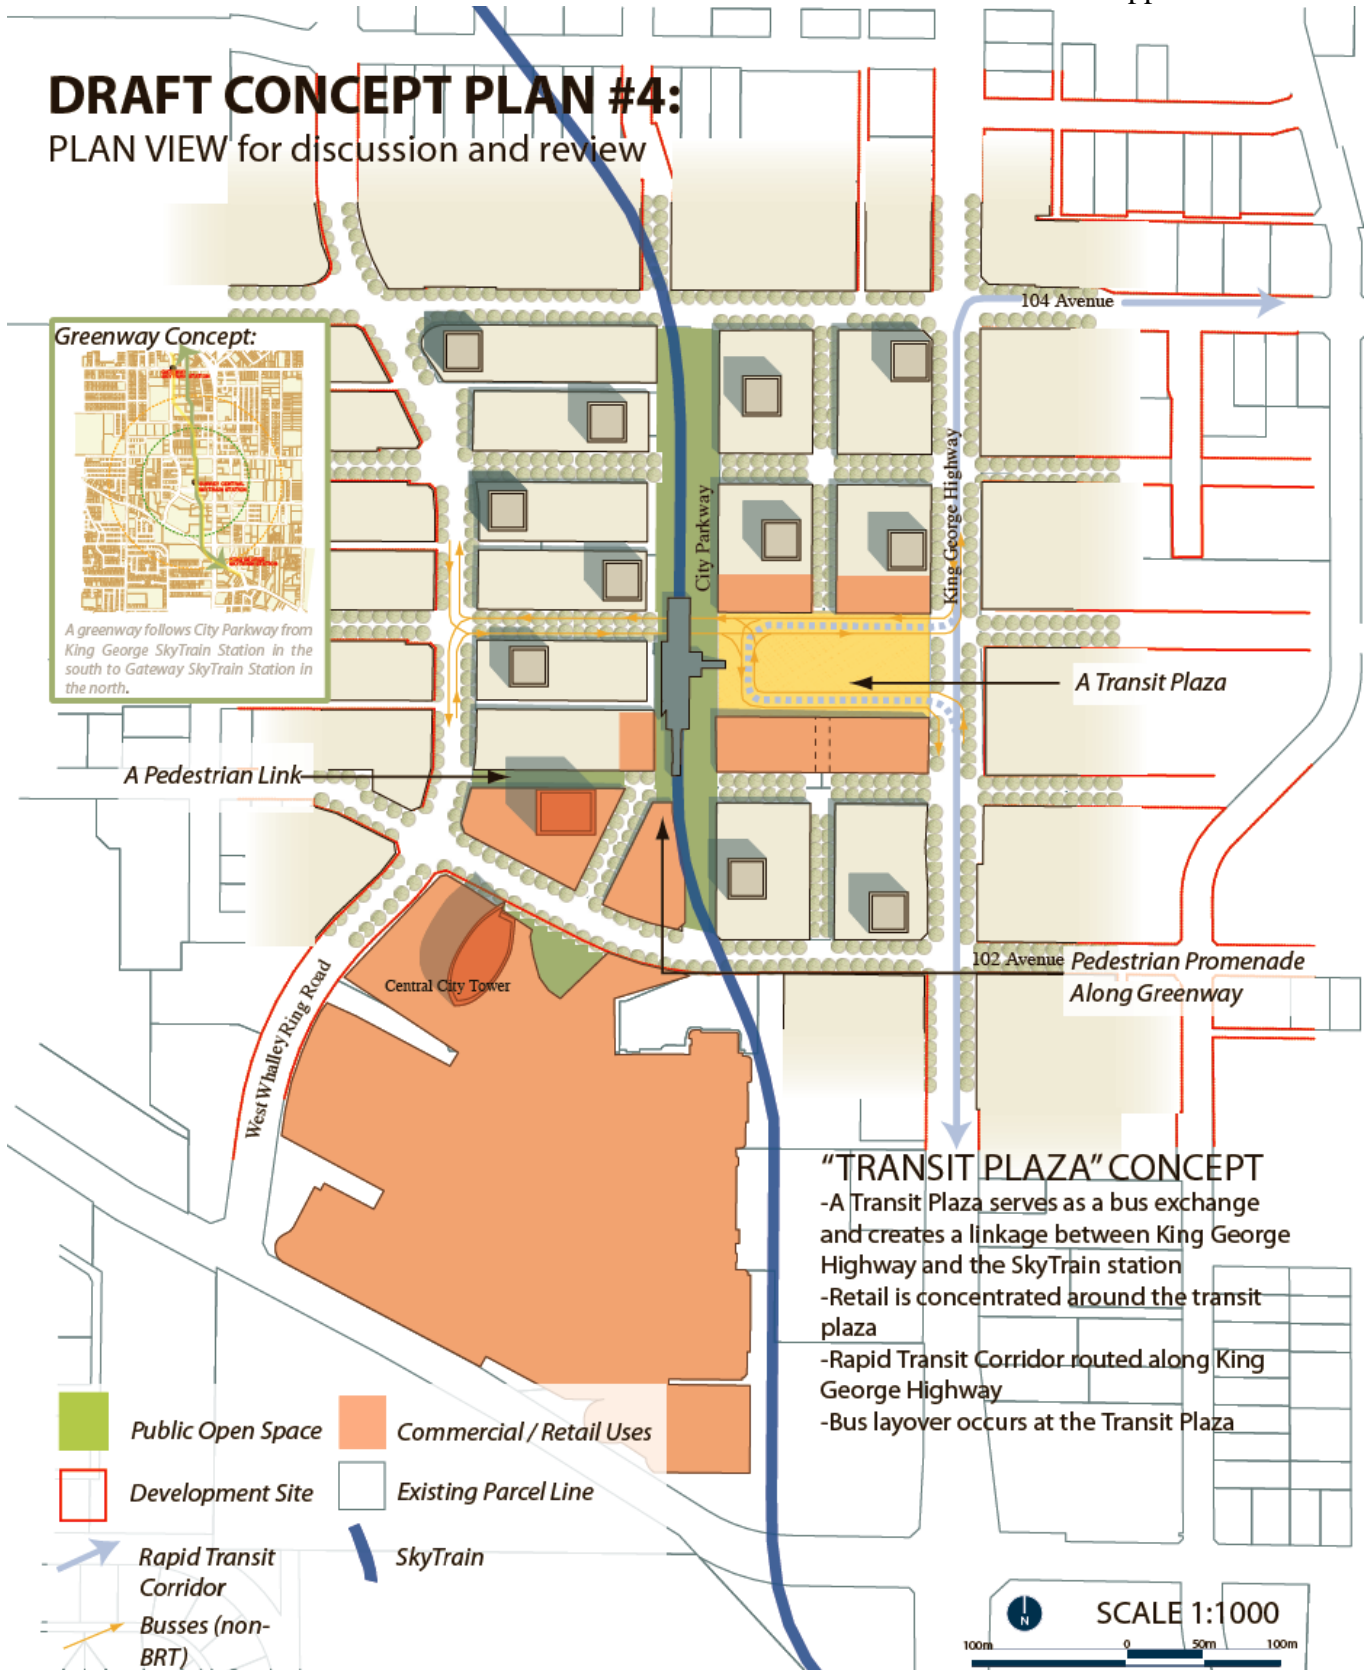 DRAFT CONCEPT PLAN #4:
PLAN VIEW for discussion and review
104 Avenue
Greenway Concept:
A greenway follows City Parkway from
King George SkyTrain Station in the
south to Gateway SkyTrain Station in
the north.
City Parkway
King George Highway
A Transit Plaza
A Pedestrian Link
102 Avenue
Pedestrian Promenade
Along Greenway
Central City Tower
West Whalley Ring Road
"TRANSIT PLAZA" CONCEPT
-A Transit Plaza serves as a bus exchange
and creates a linkage between King George
Highway and the SkyTrain station
-Retail is concentrated around the transit
plaza
-Rapid Transit Corridor routed along King
George Highway
-Bus layover occurs at the Transit Plaza
Public Open Space
Commercial / Retail Uses
Development Site
Existing Parcel Line
Rapid Transit
Corridor
SkyTrain
Busses (non-
BRT)
N
SCALE 1:1000
100m 0 50m 100m